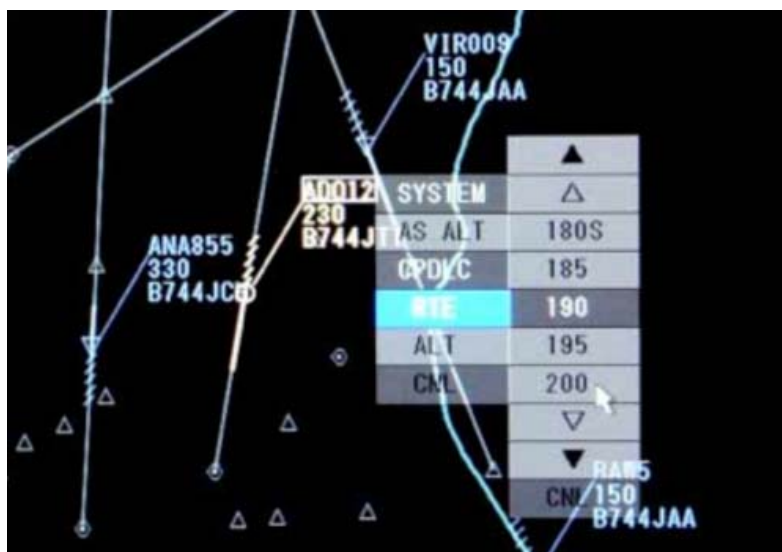 VIR009
150
B744JAA
ADO12
230
B744JT
ANA855
330
B744JC
SYSTEM
AS ALT
CPDLC
RTE
ALT
CNL
180S
185
190
195
200
CNL
150
B744JAA